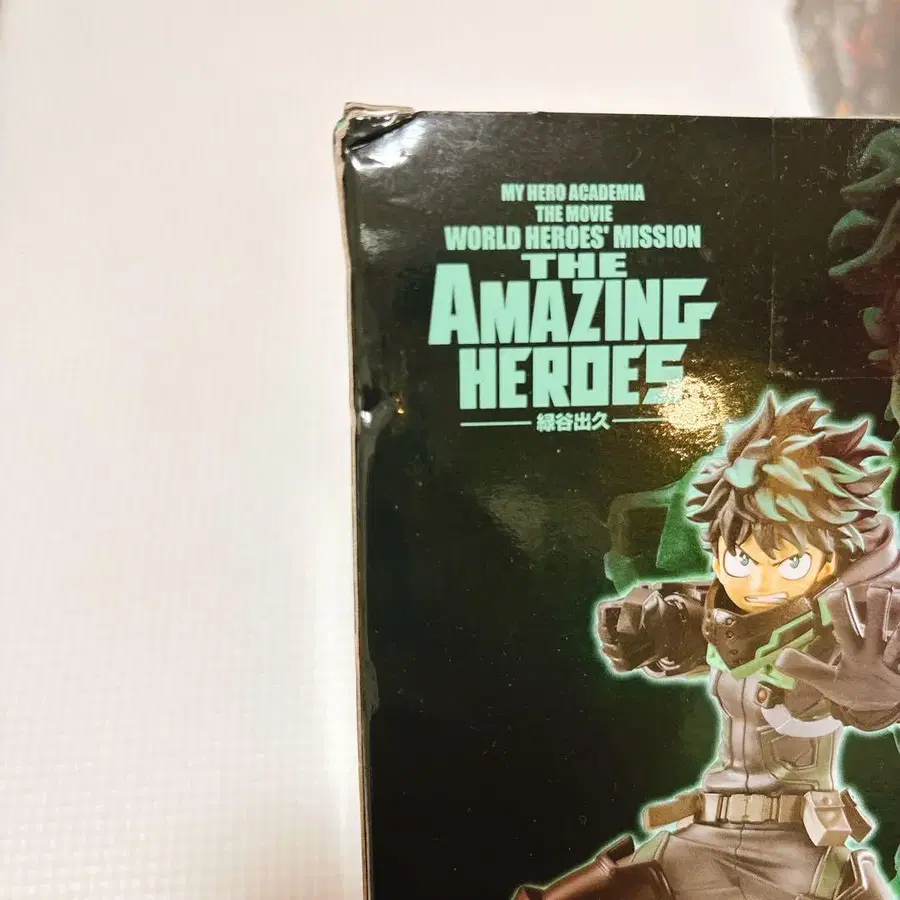 MY HERO ACADEMIA
THE MOVIE
WORLD HEROES' MISSION
THE
AMAZING
HEROES
緑谷出久